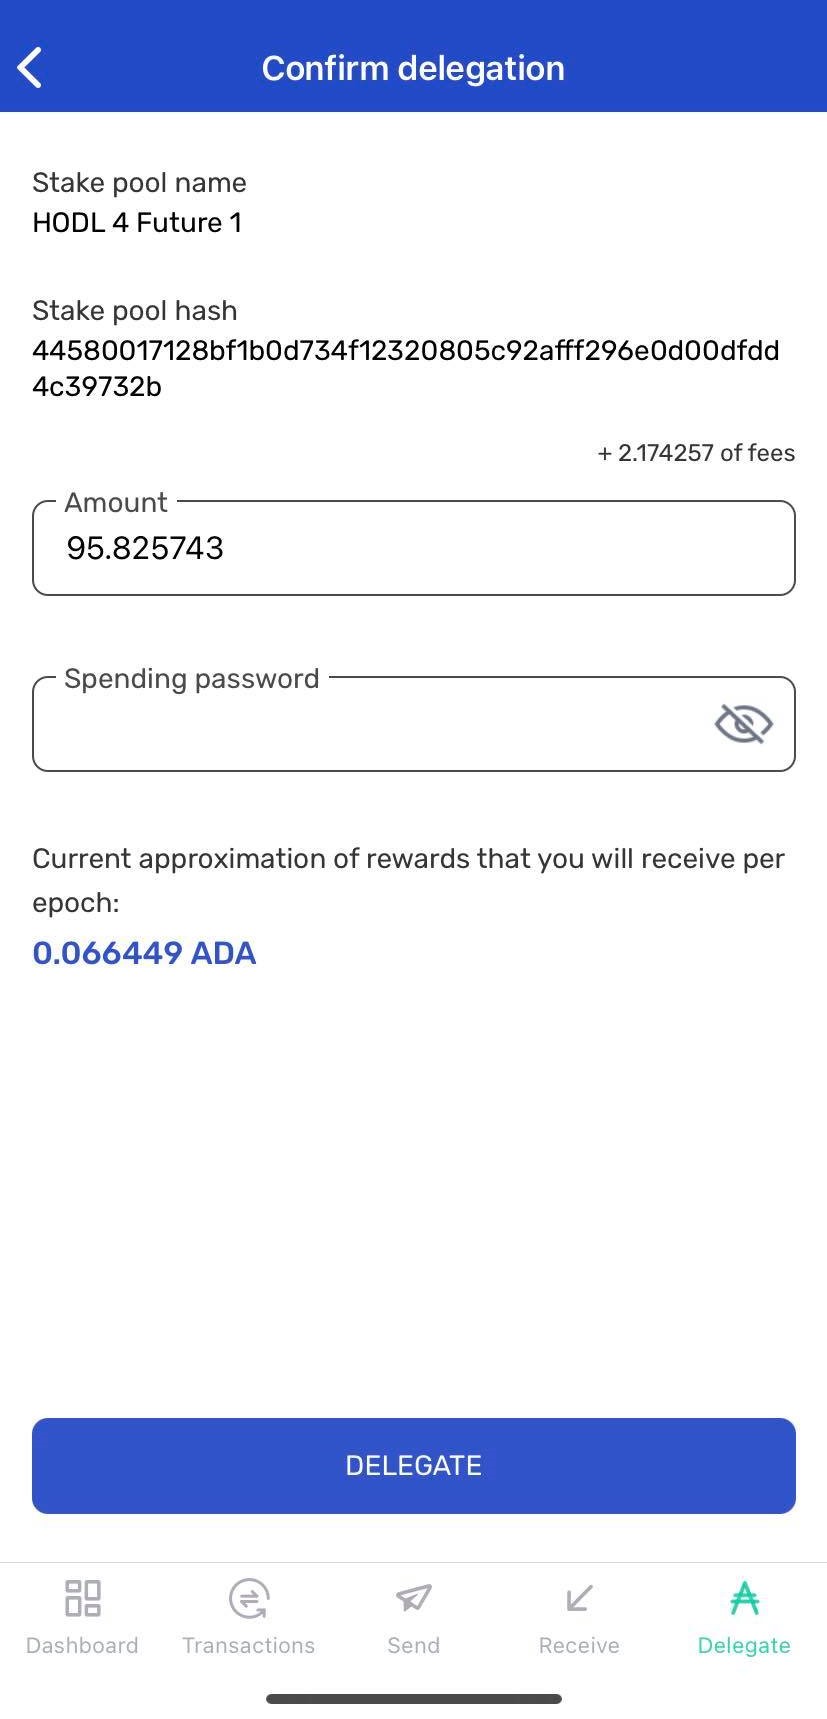 Confirm delegation
Stake pool name
HODL 4 Future 1
Stake pool hash
44580017128bf1b0d734f12320805c92afff296e0d00dfdd
4c39732b
+ 2.174257 of fees
Amount
95.825743
Spending password
Current approximation of rewards that you will receive per
epoch:
0.066449 ADA
DELEGATE
Dashboard Transactions Send Receive Delegate